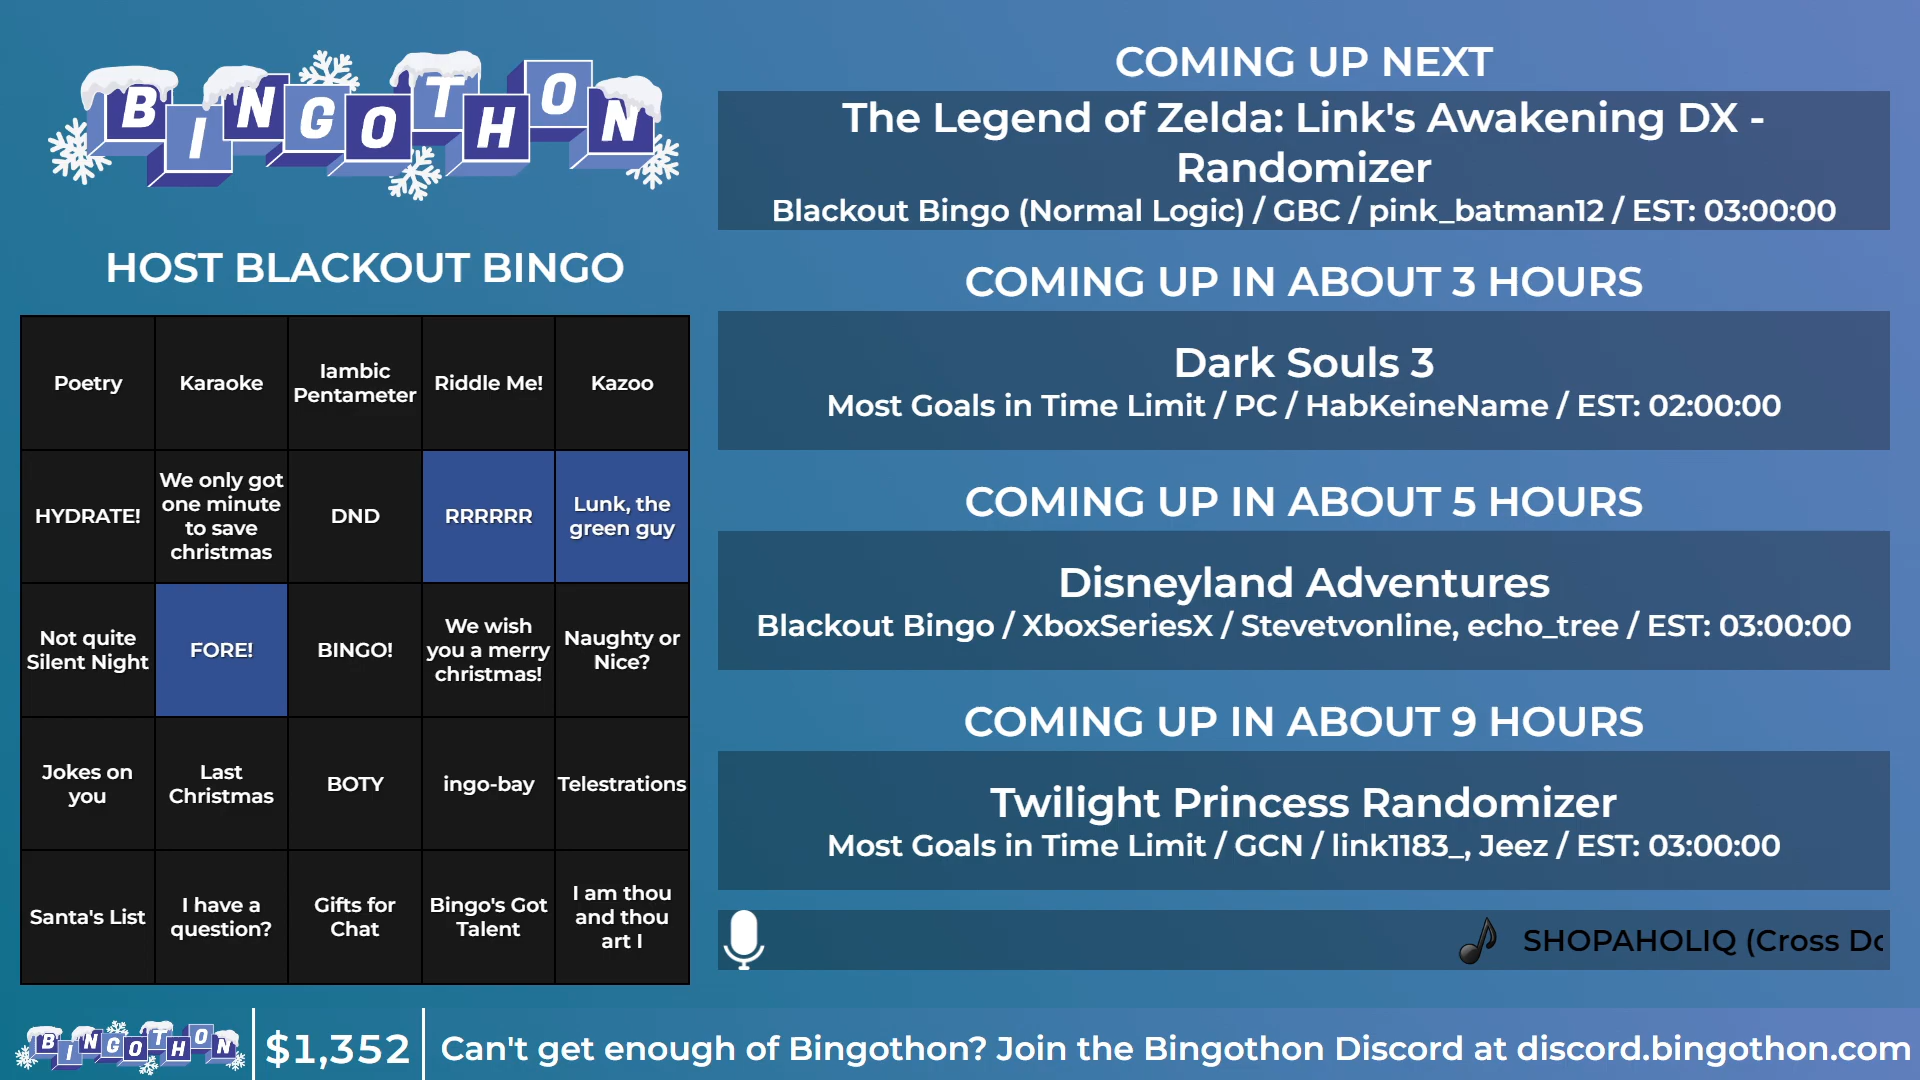 BINGOTHON
HOST BLACKOUT BINGO
Poetry
Karaoke
Iambic
Pentameter
Riddle Me!
Kazoo
HYDRATE!
We only got
one minute
to save
christmas
DND
RRRRRR
Lunk, the
green guy
Not quite
Silent Night
FORE!
BINGO!
We wish
you a merry
christmas!
Naughty or
Nice?
Jokes on
you
Last
Christmas
BOTY
ingo-bay
Telestrations
Santa's List
I have a
question?
Gifts for
Chat
Bingo's Got
Talent
I am thou
and thou
art I
COMING UP NEXT
The Legend of Zelda: Link's Awakening DX -
Randomizer
Blackout Bingo (Normal Logic) / GBC / pink_batman12 / EST: 03:00:00
COMING UP IN ABOUT 3 HOURS
Dark Souls 3
Most Goals in Time Limit / PC / HabKeineName / EST: 02:00:00
COMING UP IN ABOUT 5 HOURS
Disneyland Adventures
Blackout Bingo / XboxSeriesX / Stevetvonline, echo_tree / EST: 03:00:00
COMING UP IN ABOUT 9 HOURS
Twilight Princess Randomizer
Most Goals in Time Limit / GCN / link1183_, Jeez / EST: 03:00:00
SHOPAHOLIQ (Cross
BINGOTHON
$1,352
Can't get enough of Bingothon? Join the Bingothon Discord at discord.bingothon.com